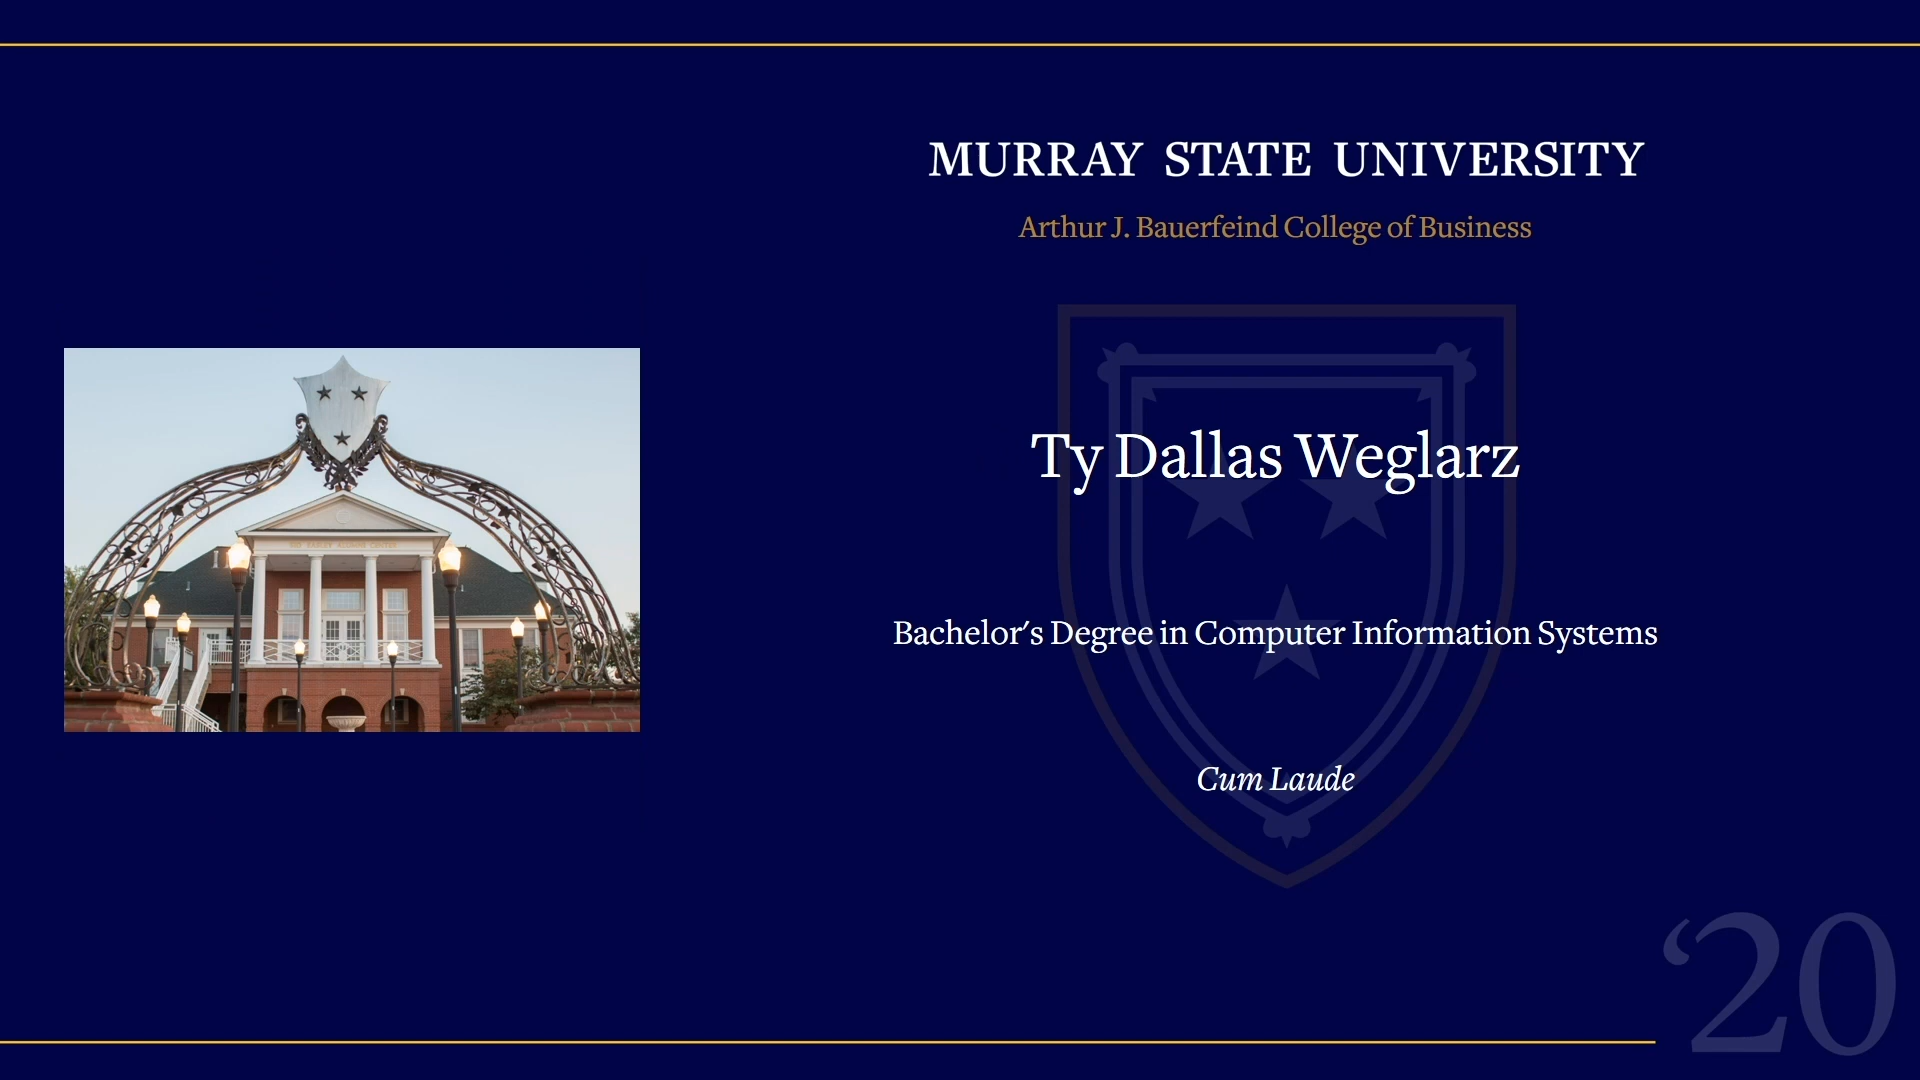 MURRAY STATE UNIVERSITY
Arthur J. Bauerfeind College of Business
Ty Dallas Weglarz
Bachelor's Degree in Computer Information Systems
Cum Laude
‘20